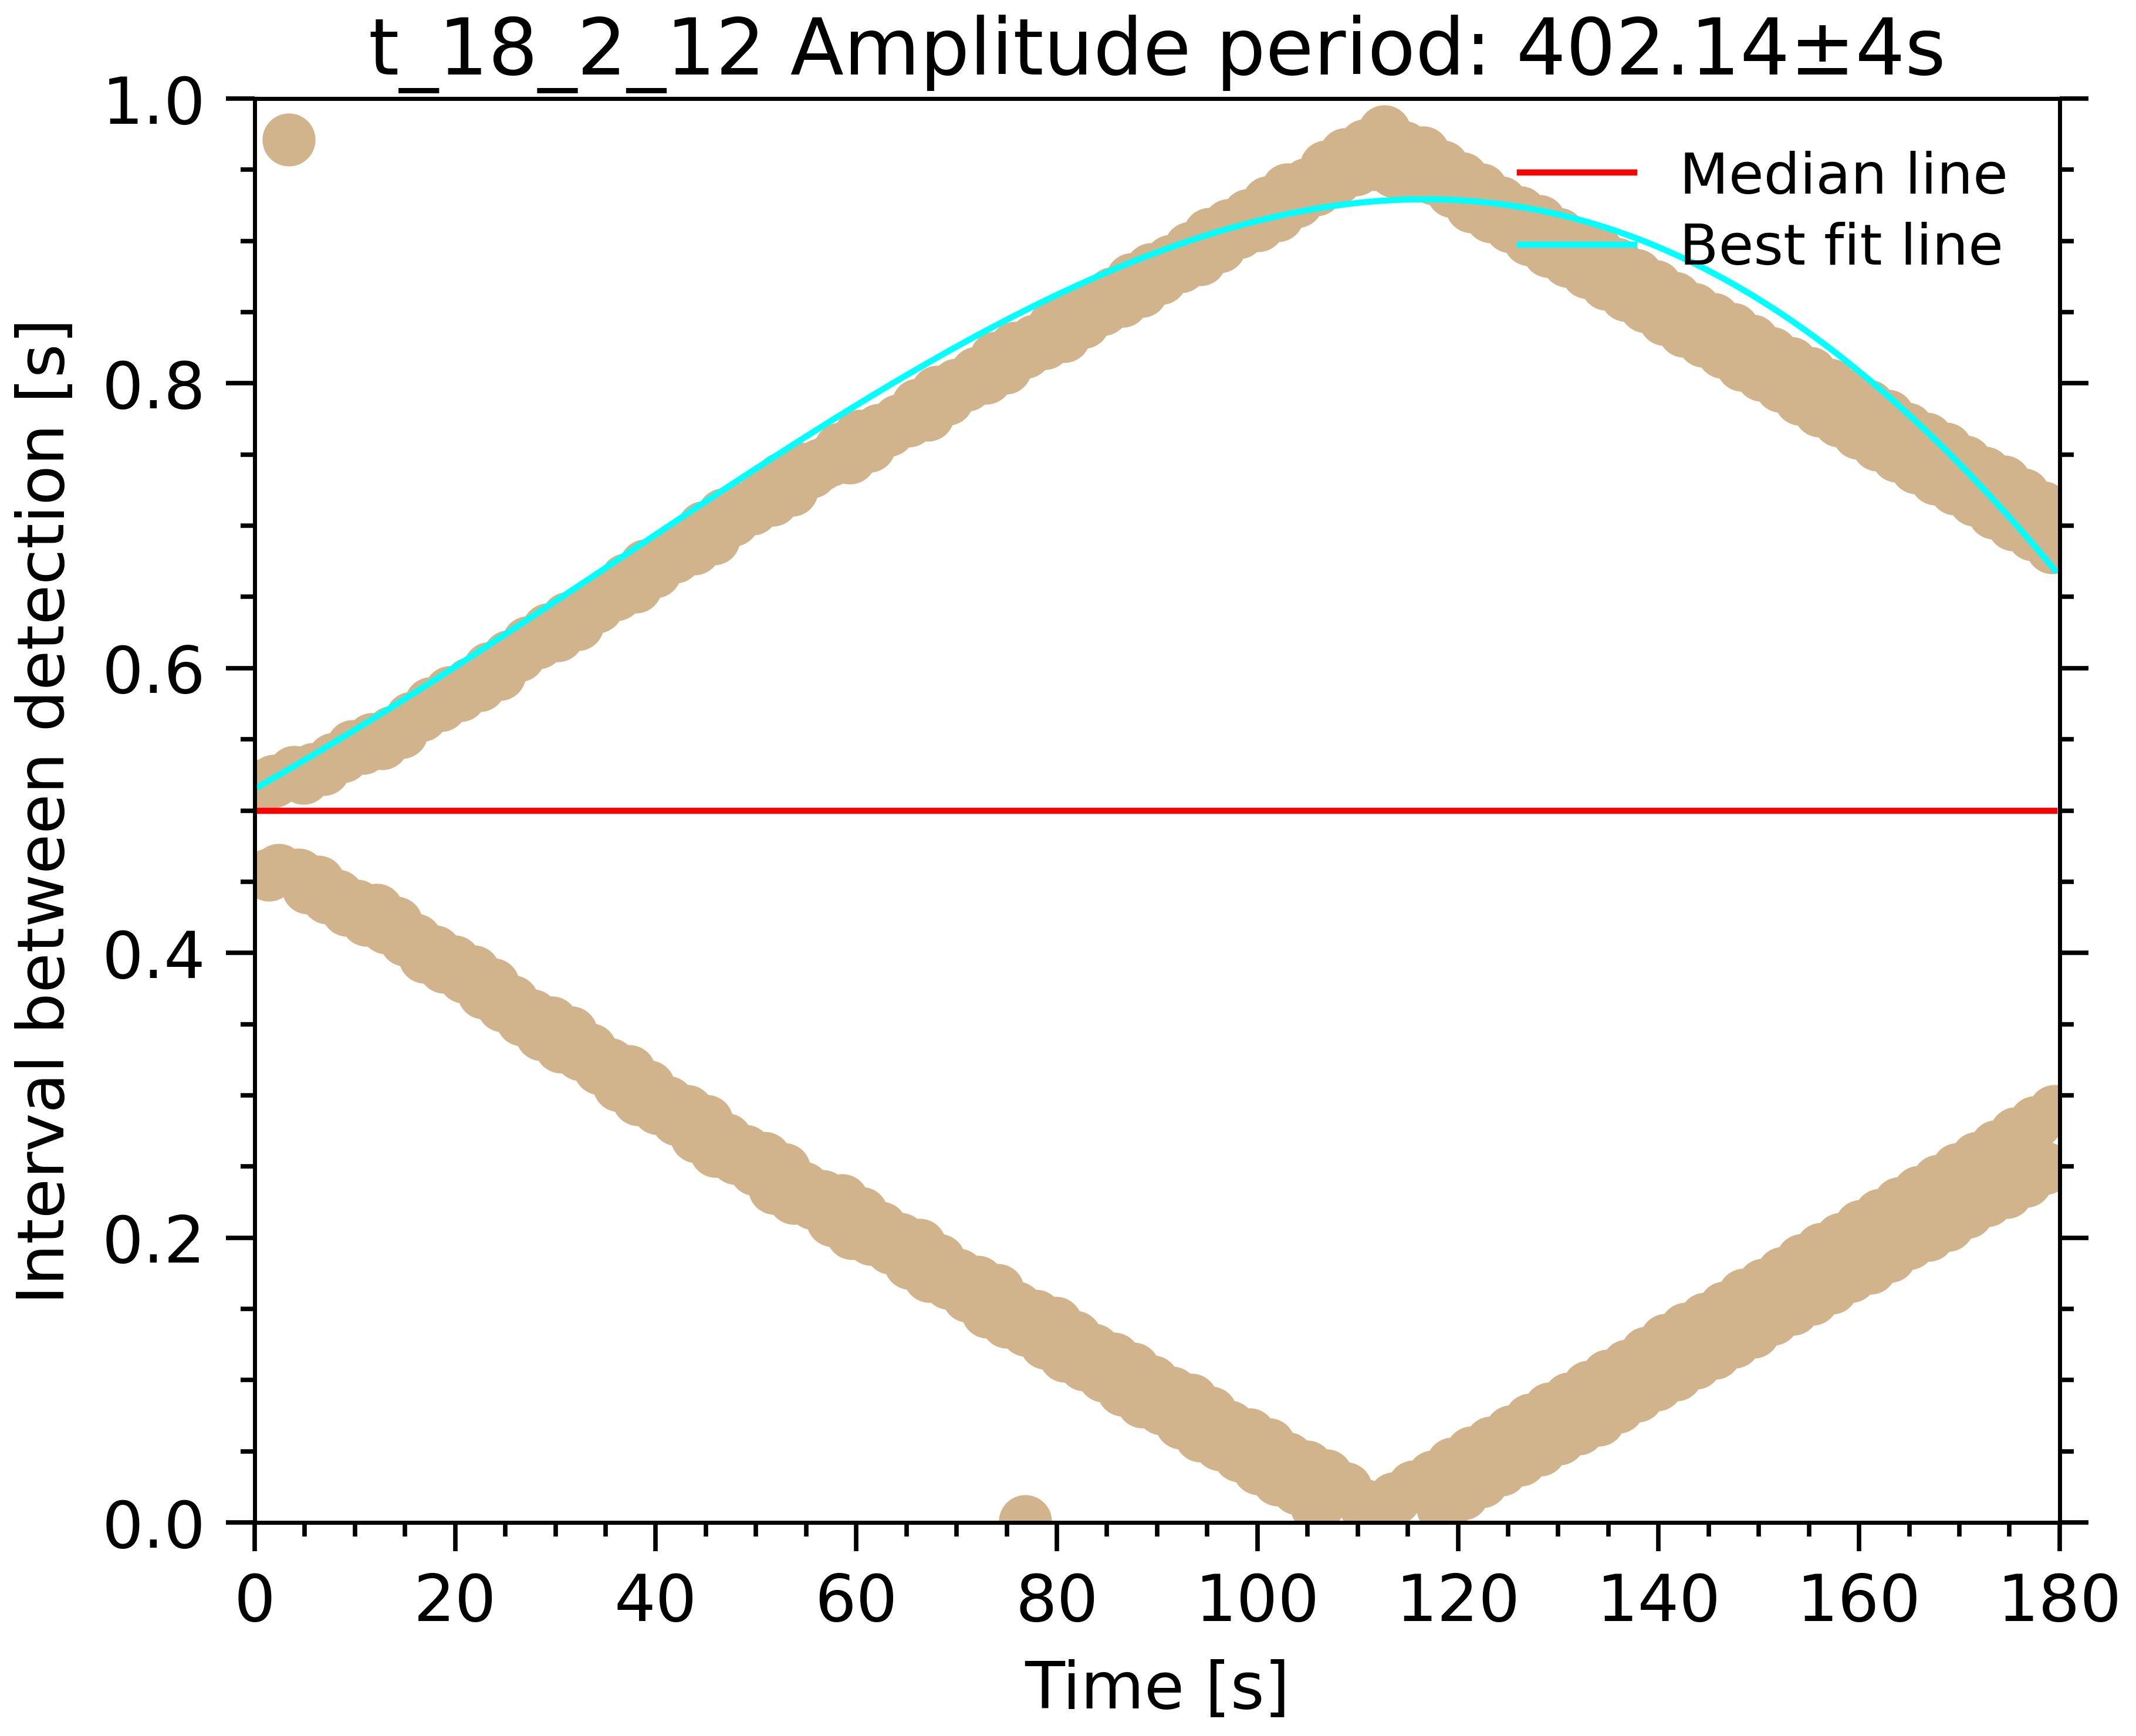 t_18_2_12 Amplitude period: 402.14±4s
1.0
0.8
0.6
0.4
0.2
0.0
Interval between detection [s]
Median line
Best fit line
0 20 40 60 80 100 120 140 160 180
Time [s]